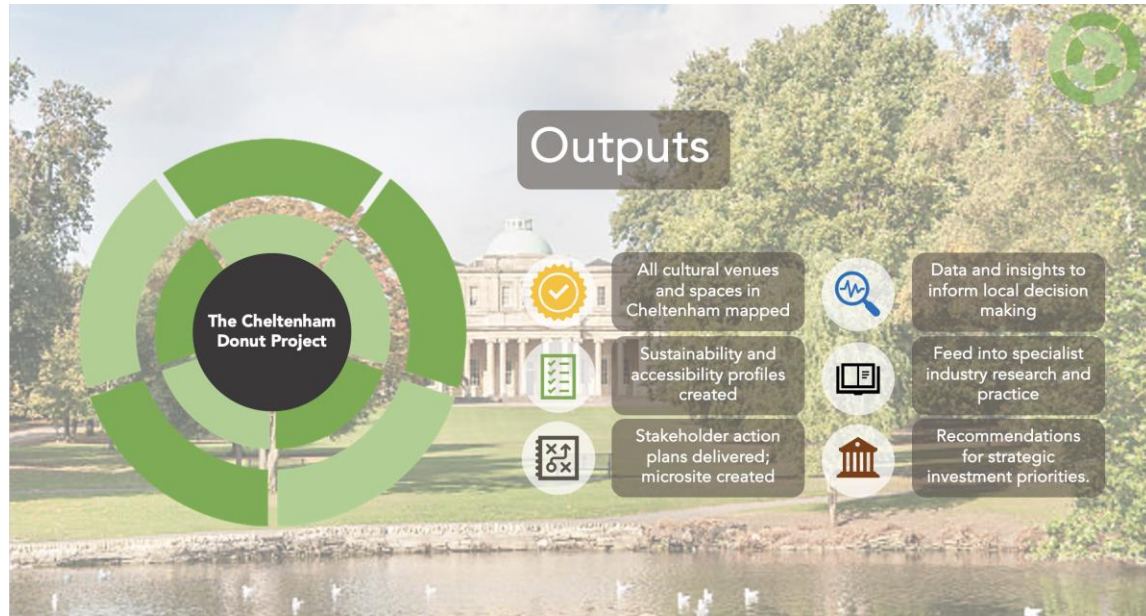 Outputs
The Cheltenham
Donut Project
All cultural venues
and spaces in
Cheltenham mapped
Sustainability and
accessibility profiles
created
Stakeholder action
plans delivered;
microsite created
Data and insights to
inform local decision
making
Feed into specialist
industry research and
practice
Recommendations
for strategic
investment priorities.